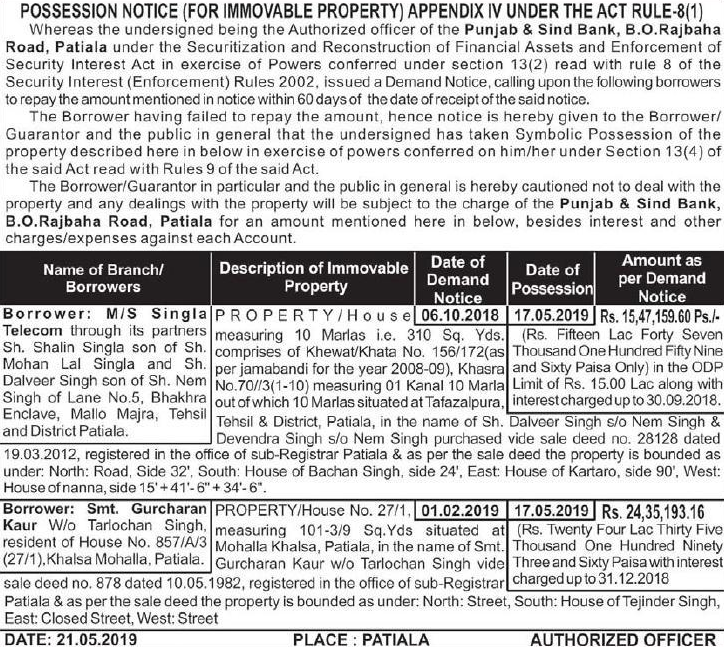 POSSESSION NOTICE (FOR IMMOVABLE PROPERTY) APPENDIX IV UNDER THE ACT RULE-8(1)
Whereas the undersigned being the Authorized officer of the Punjab & Sind Bank, B.O.Rajbaha
Road, Patiala under the Securitization and Reconstruction of Financial Assets and Enforcement of
Security Interest Act in exercise of Powers conferred under section 13(2) read with rule 8 of the
Security Interest (Enforcement) Rules 2002, issued a Demand Notice, calling upon the following borrowers
to repay the amount mentioned in notice within 60 days of the date of receipt of the said notice.
The Borrower having failed to repay the amount, hence notice is hereby given to the Borrower/
Guarantor and the public in general that the undersigned has taken Symbolic Possession of the
property described here in below in exercise of powers conferred on him/her under Section 13(4) of
the said Act read with Rules 9 of the said Act.
The Borrower/Guarantor in particular and the public in general is hereby cautioned not to deal with the
property and any dealings with the property will be subject to the charge of the Punjab & Sind Bank,
B.O.Rajbaha Road, Patiala for an amount mentioned here in below, besides interest and other
charges/expenses against each Account.
Name of Branch/
Borrowers
Description of Immovable
Property
Date of
Demand
Notice
Date of
Possession
Amount as
per Demand
Notice
Borrower: M/S Singla
Telecom through its partners
Sh. Shalin Singla son of Sh.
Mohan Lal Singla and Sh.
Dalveer Singh son of Sh. Nem
Singh of Lane No.5, Bhakhra
Enclave, Mallo Majra, Tehsil
and District Patiala.
PROPERTY/House
measuring 10 Marlas i.e. 310 Sq. Yds.
comprises of Khewat/Khata No. 156/172(as
per jamabandi for the year 2008-09), Khasra
No.70//3(1-10) measuring 01 Kanal 10 Marla
out of which 10 Marlas situated at Tafazalpura,
Tehsil & District, Patiala, in the name of Sh. Dalveer Singh s/o Nem Singh &
Devendra Singh s/o Nem Singh purchased vide sale deed no. 28128 dated
19.03.2012, registered in the office of sub-Registrar Patiala & as per the sale deed the property is bounded as
under: North: Road, Side 32', South: House of Bachan Singh, side 24', East: House of Kartaro, side 90', West:
House of nanna, side 15' + 41'- 6" + 34'- 6".
06.10.2018
17.05.2019
Rs. 15,47,159.60 Ps./-
(Rs. Fifteen Lac Forty Seven
Thousand One Hundred Fifty Nine
and Sixty Paisa Only) in the ODP
Limit of Rs. 15.00 Lac along with
interest charged up to 30.09.2018.
Borrower: Smt. Gurcharan
Kaur W/o Tarlochan Singh,
resident of House No. 857/A/3
(27/1), Khalsa Mohalla, Patiala.
PROPERTY/House No. 27/1,
measuring 101-3/9 Sq.Yds situated at
Mohalla Khalsa, Patiala, in the name of Smt.
Gurcharan Kaur w/o Tarlochan Singh vide
sale deed no. 878 dated 10.05.1982, registered in the office of sub-Registrar
Patiala & as per the sale deed the property is bounded as under: North: Street, South: House of Tejinder Singh,
East: Closed Street, West: Street
01.02.2019
17.05.2019
Rs. 24,35,193.16
(Rs. Twenty Four Lac Thirty Five
Thousand One Hundred Ninety
Three and Sixty Paisa with interest
charged up to 31.12.2018
DATE: 21.05.2019
PLACE : PATIALA
AUTHORIZED OFFICER